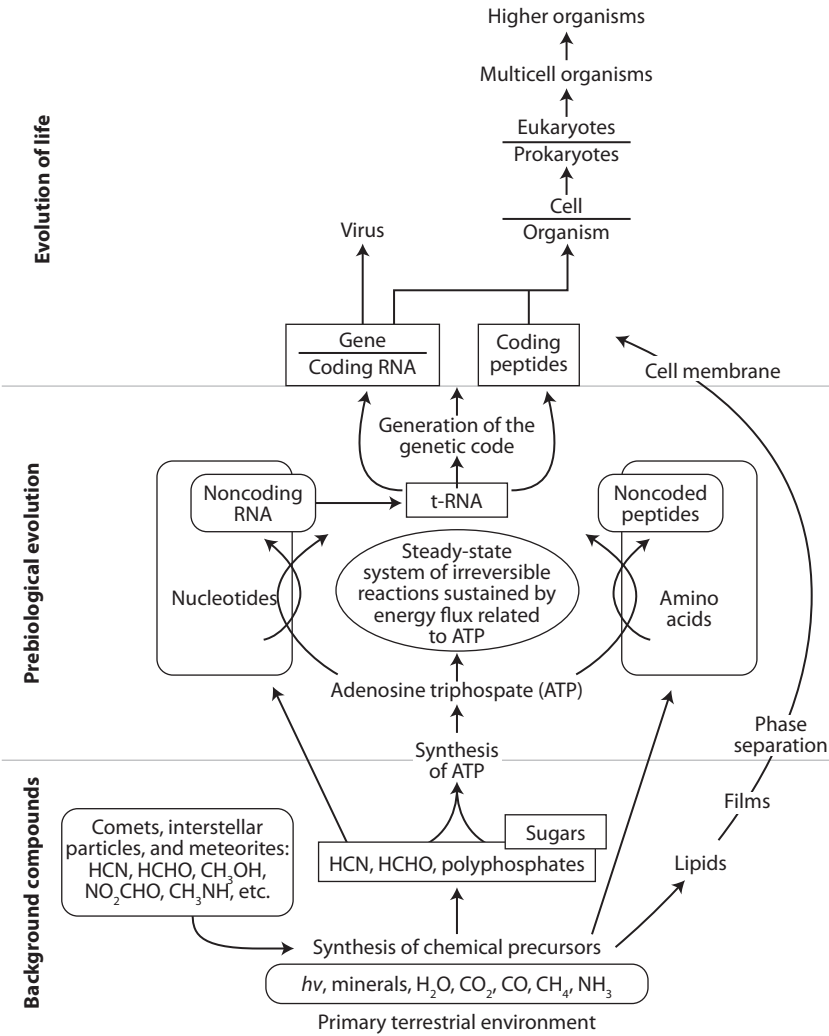 Higher organisms
Multicell organisms
Eukaryotes
Prokaryotes
Cell
Organism
Virus
Evolution of life
Gene
Coding RNA
Coding
peptides
Cell membrane
Generation of the
genetic code
Prebiological evolution
Noncoding
RNA
t-RNA
Noncoded
peptides
Steady-state
system of irreversible
reactions sustained by
energy flux related
to ATP
Nucleotides
Amino
acids
Adenosine triphospate (ATP)
Phase
separation
Synthesis
of ATP
Background compounds
Films
Comets, interstellar
particles, and meteorites:
HCN, HCHO, CH₃OH,
NO₂CHO, CH₃NH, etc.
Sugars
HCN, HCHO, polyphosphates
Lipids
Synthesis of chemical precursors
hv, minerals, H₂O, CO₂, CO, CH₄, NH₃
Primary terrestrial environment